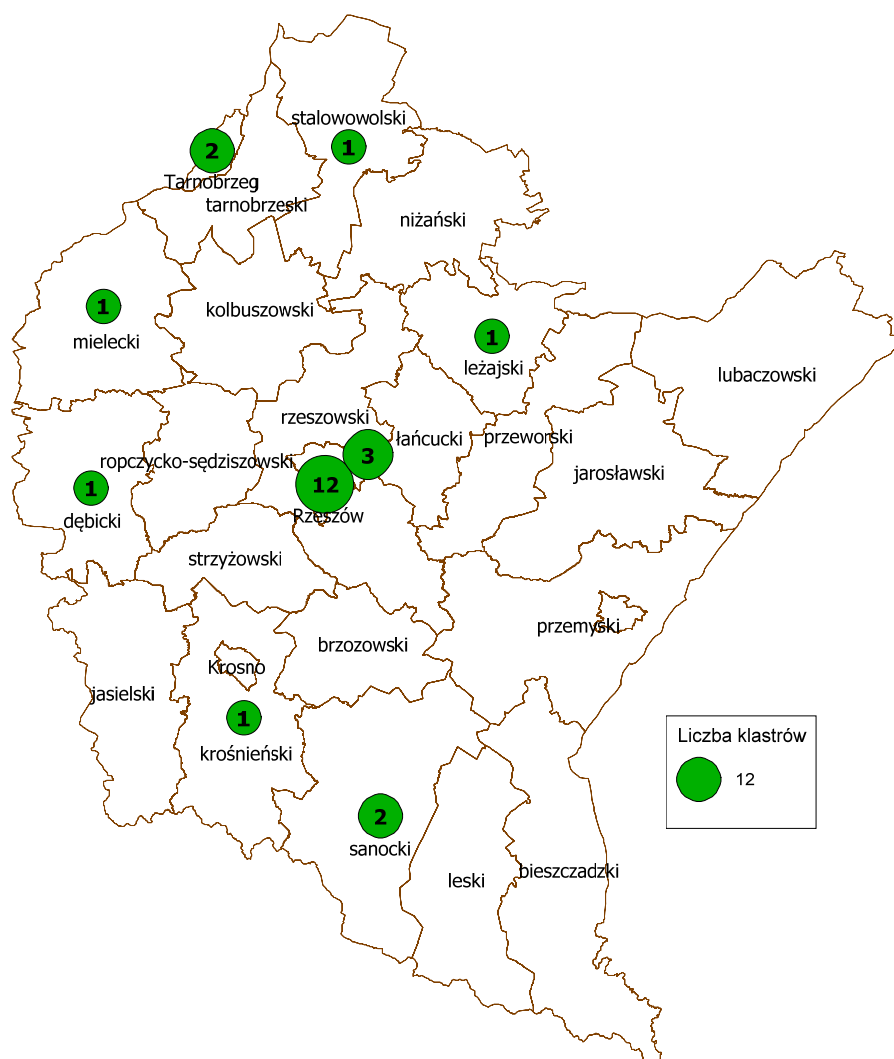 stalowowolski
1
2
Tarnobrzeg
tarnobrzeski
niżański
1
mielecki
kolbuszowski
1
leżajski
lubaczowski
rzeszowski
łańcucki
przeworski
3
ropczycko-sędziszowski
jarosławski
1
dębicki
12
Rzeszów
strzyżowski
przemyski
brzozowski
Krosno
jasielski
1
krośnieński
Liczba klastrów
12
2
sanocki
leski
bieszczadzki